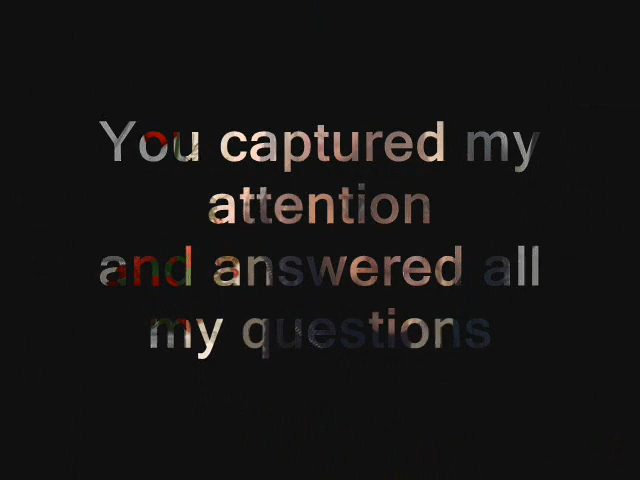 You captured my
attention
and answered all
my questions